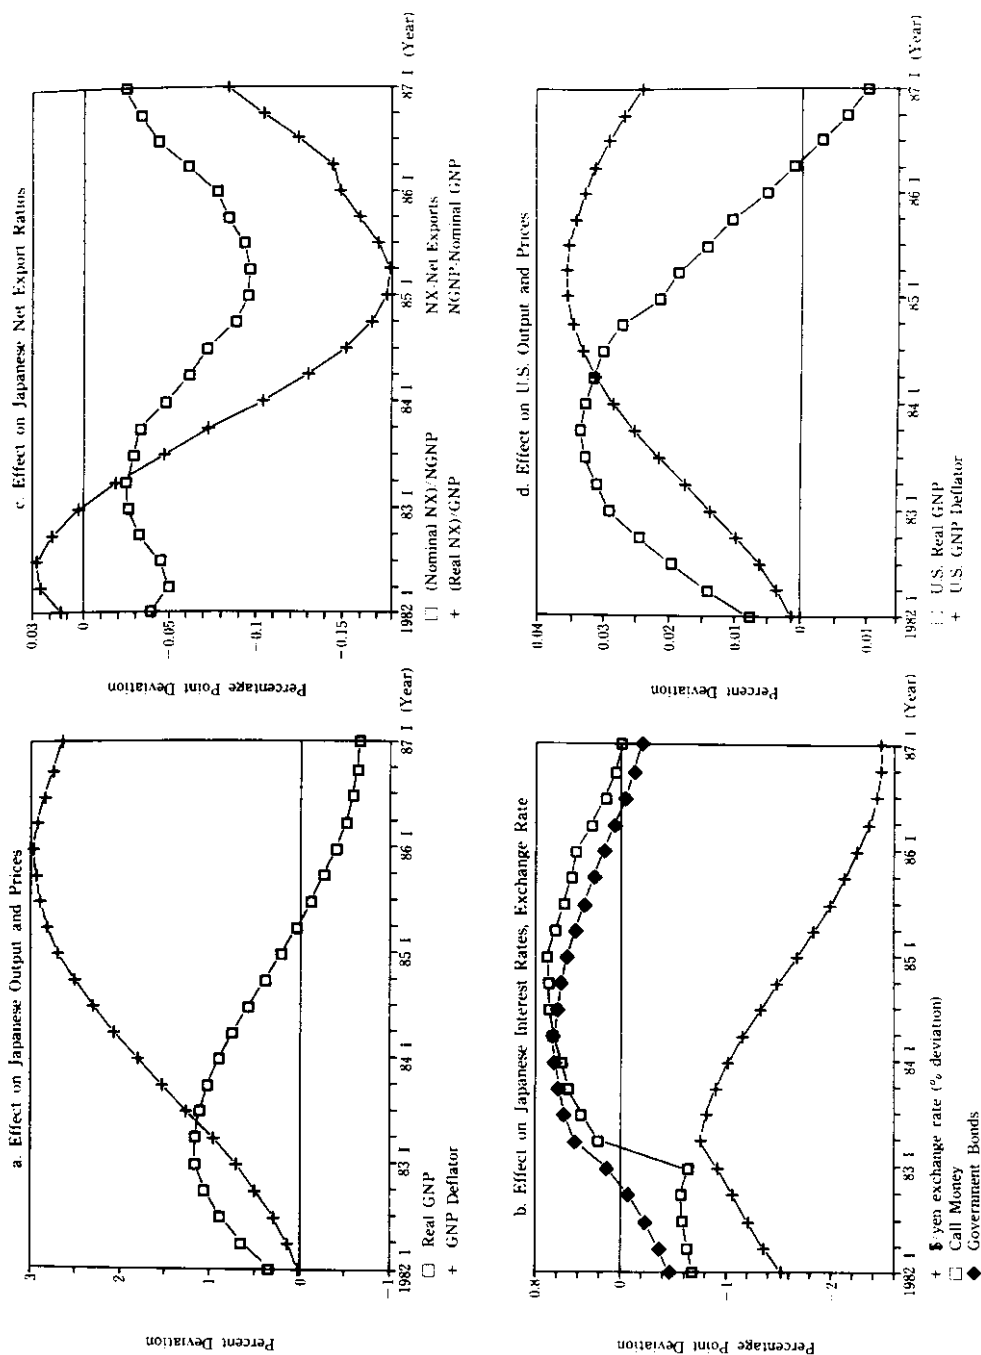 a. Effect on Japanese Output and Prices
Percent Deviation
3
2
1
0
-1
1982 I
83 I
84 I
85 I
86 I
87 I (Year)
□ Real GNP
+ GNP Deflator
b. Effect on Japanese Interest Rates, Exchange Rate
Percentage Point Deviation
0.8
0
-1
-2
1982 I
83 I
84 I
85 I
86 I
87 I (Year)
+ $/yen exchange rate (% deviation)
□ Call Money
◆ Government Bonds
c. Effect on Japanese Net Export Ratios
Percentage Point Deviation
0.03
0
-0.05
-0.1
-0.15
1982 I
83 I
84 I
85 I
86 I
87 I (Year)
□ (Nominal NX)/NGNP
+ (Real NX)/GNP
NX-Net Exports
NGNP-Nominal GNP
d. Effect on U.S. Output and Prices
Percent Deviation
0.04
0.03
0.02
0.01
0
0.01
1982 I
83 I
84 I
85 I
86 I
87 I (Year)
□ U.S. Real GNP
+ U.S. GNP Deflator